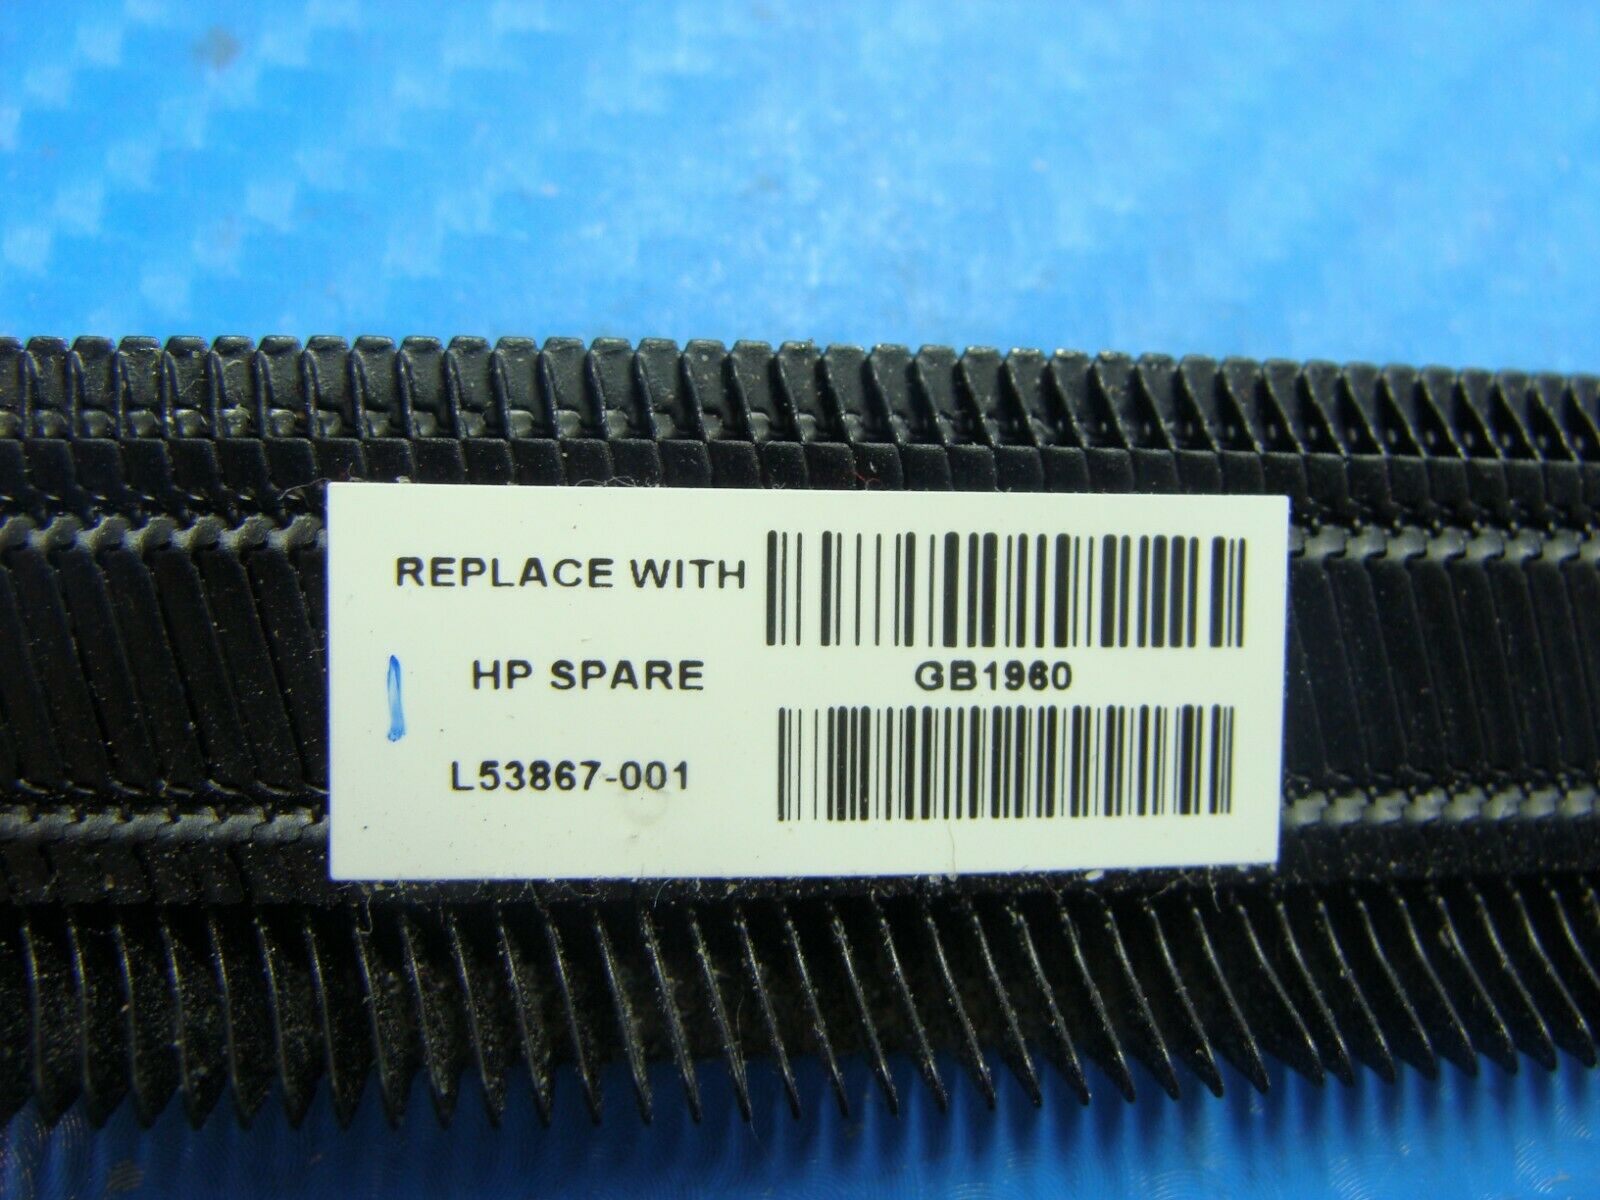 REPLACE WITH
HP SPARE
L53867-001
GB1960